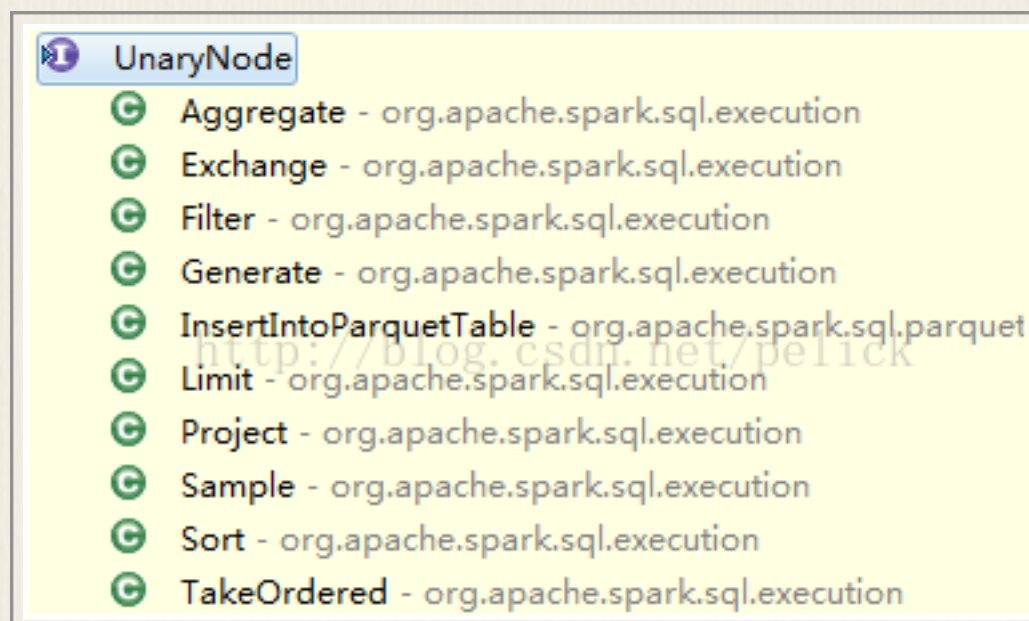 UnaryNode
Aggregate - org.apache.spark.sql.execution
Exchange - org.apache.spark.sql.execution
Filter - org.apache.spark.sql.execution
Generate - org.apache.spark.sql.execution
InsertIntoParquetTable - org.apache.spark.sql.parquet
http://blog.csdn.net/pelick
Limit - org.apache.spark.sql.execution
Project - org.apache.spark.sql.execution
Sample - org.apache.spark.sql.execution
Sort - org.apache.spark.sql.execution
TakeOrdered - org.apache.spark.sql.execution